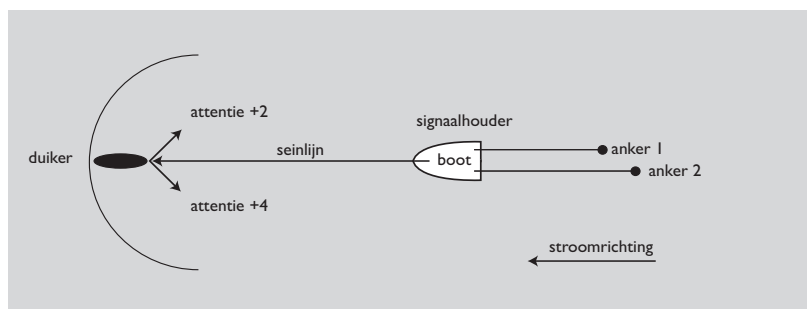 attentie +2
signaalhouder
duiker
seinlijn
boot
anker 1
anker 2
attentie +4
stroomrichting